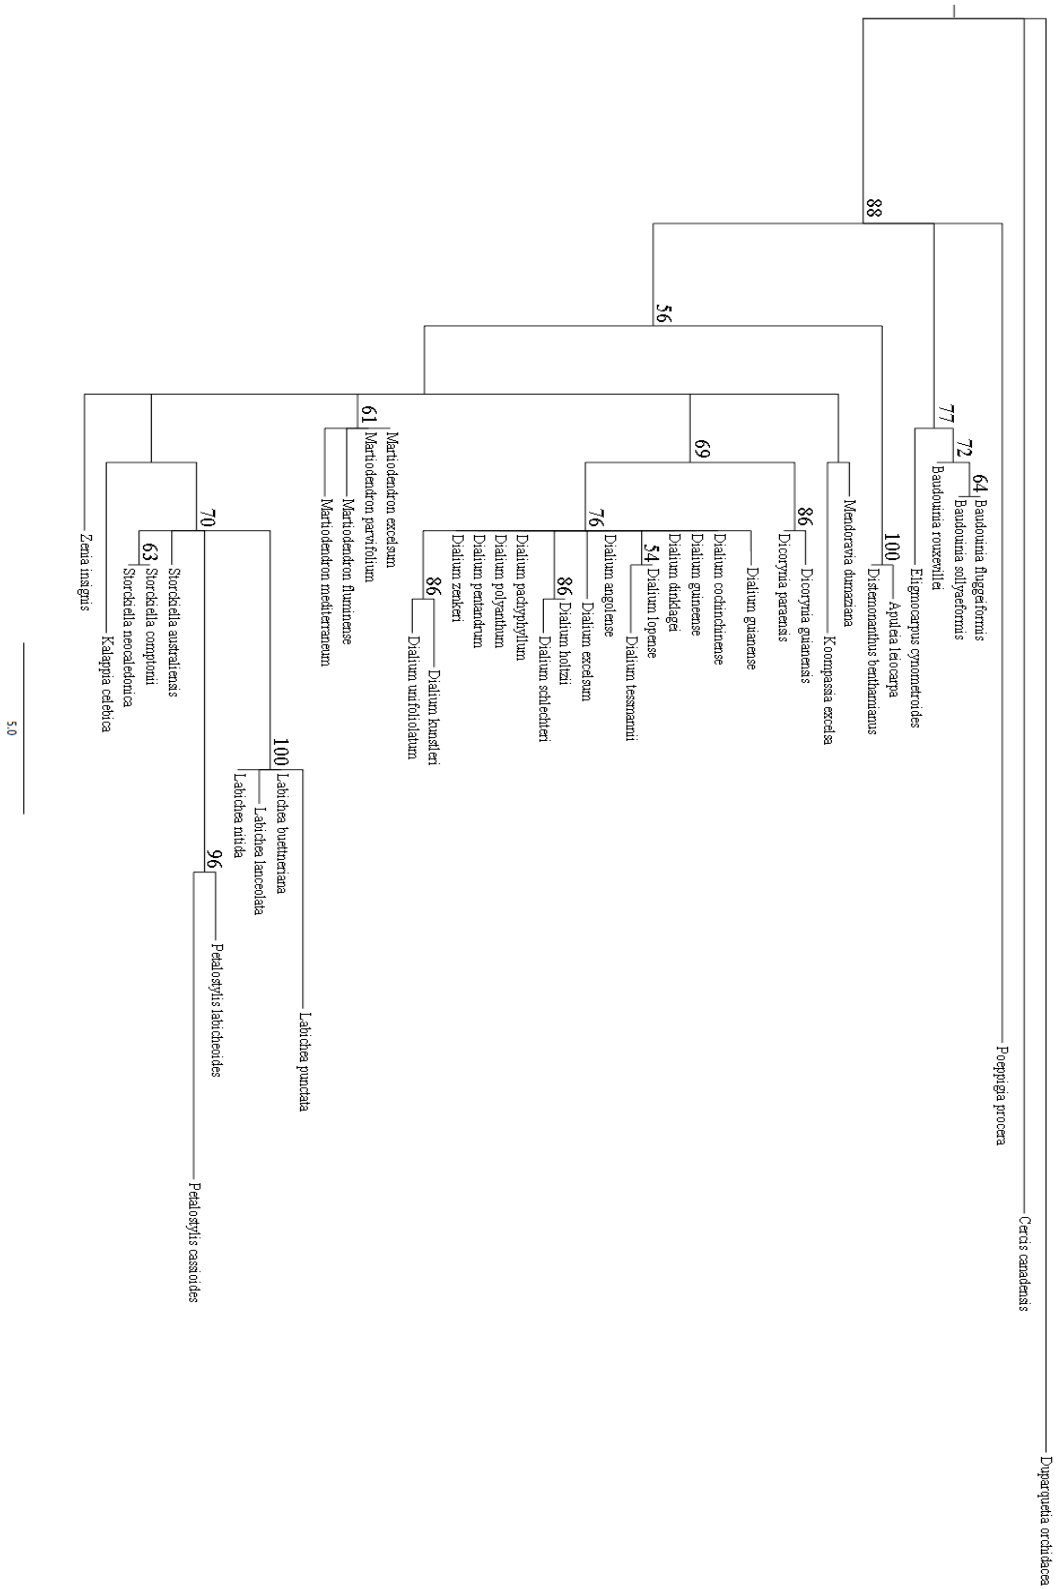 Duparquetia orchidacea
Cercis canadensis
Poeppigia procera
88
Baudouinia fluggeiformis
64
Baudouinia sollyaeformis
72
Baudouinia rouxevillei
77
Eligmocarpus cynometroides
Apuleia leiocarpa
100
Distemonanthus benthamianus
56
Mendoravia dumaziana
Koompassia excelsa
Dicorynia guianensis
86
Dicorynia paraensis
69
Dialium guianense
Dialium cochinchinense
Dialium guineense
Dialium dinklagei
Dialium lopense
54
Dialium tessmannii
Dialium angolense
76
Dialium excelsum
Dialium holtzii
86
Dialium schlechteri
Dialium pachyphyllum
Dialium polyanthum
Dialium pentandrum
Dialium zenkeri
Dialium kunstleri
86
Dialium unifoliolatum
Martiodendron excelsum
Martiodendron parvifolium
61
Martiodendron fluminense
Martiodendron mediterraneum
Labichea punctata
Labichea buettneriana
100
Labichea lanceolata
Labichea nitida
Petalostylis labicheoides
96
Petalostylis cassioides
70
Storckiella australiensis
Storckiella comptonii
63
Storckiella neocaledonica
Kalappia celebica
Zenia insignis
5.0